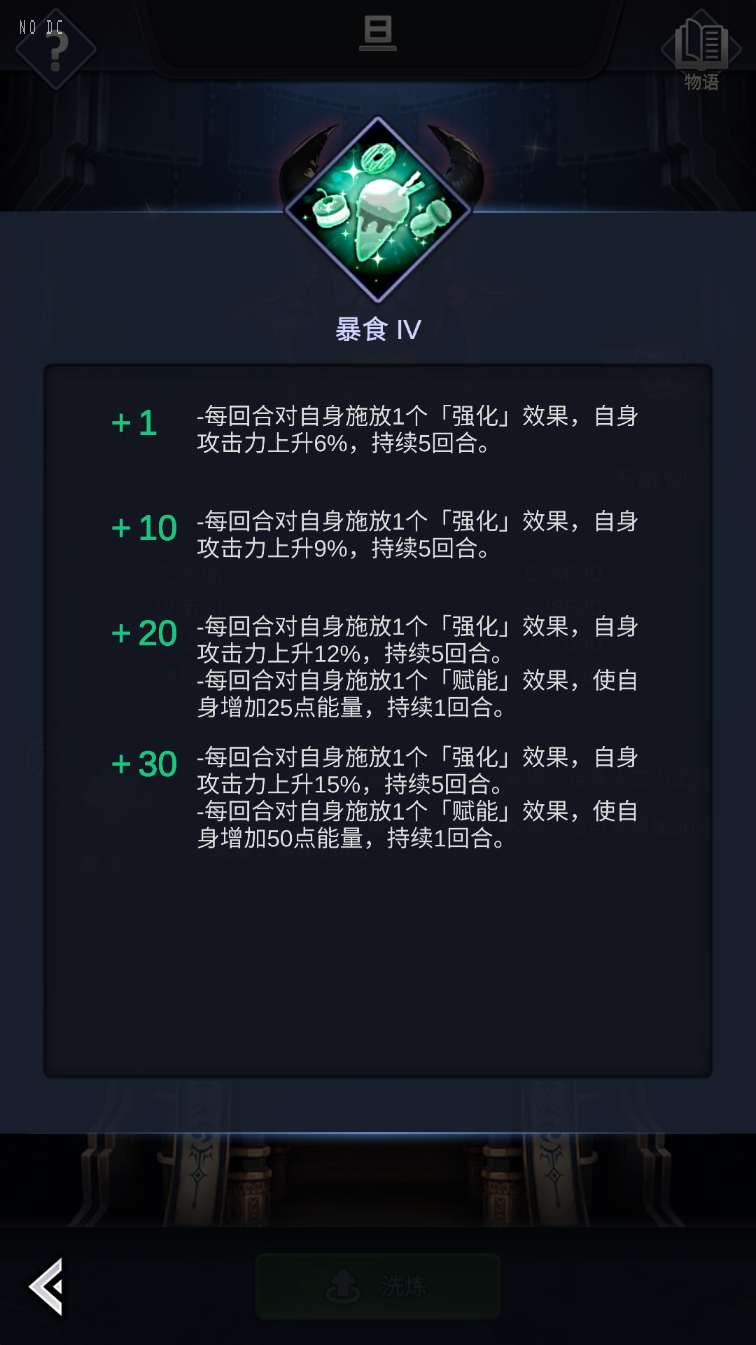 NO DC
旦
物语
暴食 IV
+1
-每回合对自身施放1个「强化」效果，自身
攻击力上升6%，持续5回合。
+10
-每回合对自身施放1个「强化」效果，自身
攻击力上升9%，持续5回合。
+20
-每回合对自身施放1个「强化」效果，自身
攻击力上升12%，持续5回合。
-每回合对自身施放1个「赋能」效果，使自
身增加25点能量，持续1回合。
+30
-每回合对自身施放1个「强化」效果，自身
攻击力上升15%，持续5回合。
-每回合对自身施放1个「赋能」效果，使自
身增加50点能量，持续1回合。
洗炼